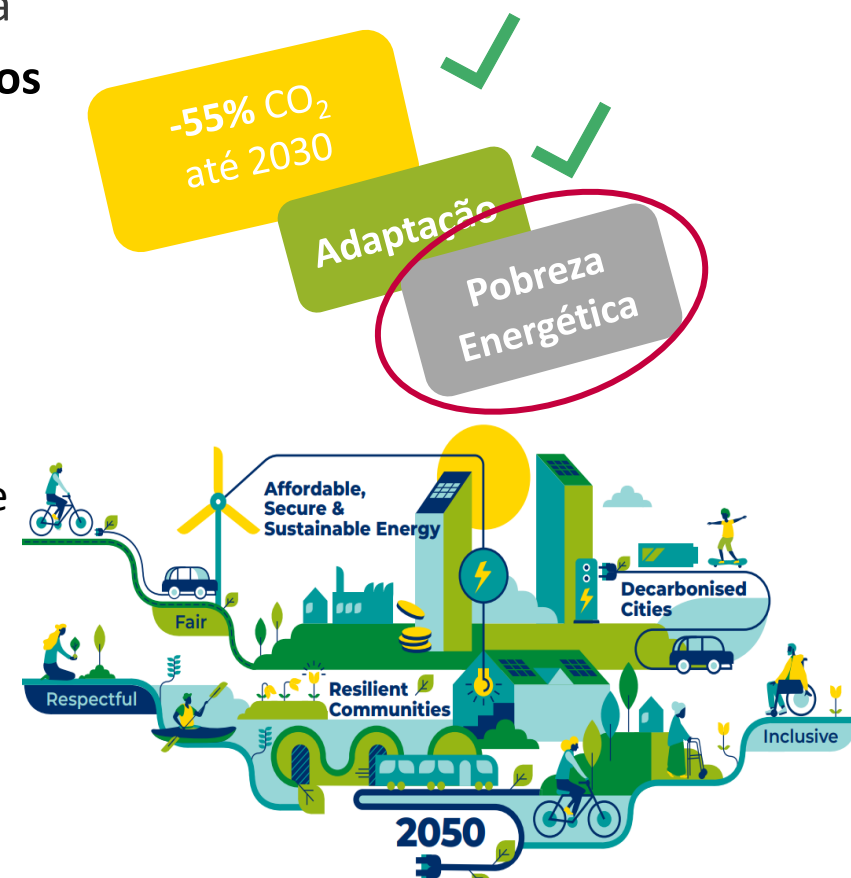 a
os
-55% CO₂
até 2030
Adaptação
Pobreza
Energética
e
Affordable,
Secure &
Sustainable Energy
Decarbonised
Cities
Fair
Respectful
Resilient
Communities
Inclusive
2050